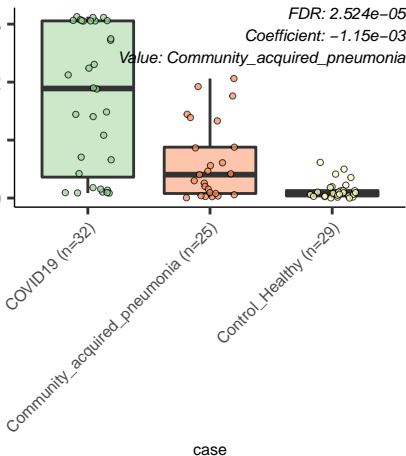 FDR: 2.524e−05
Coefficient: −1.15e−03
Value: Community_acquired_pneumonia
COVID19 (n=32)
Community_acquired_pneumonia (n=25)
Control_Healthy (n=29)
case